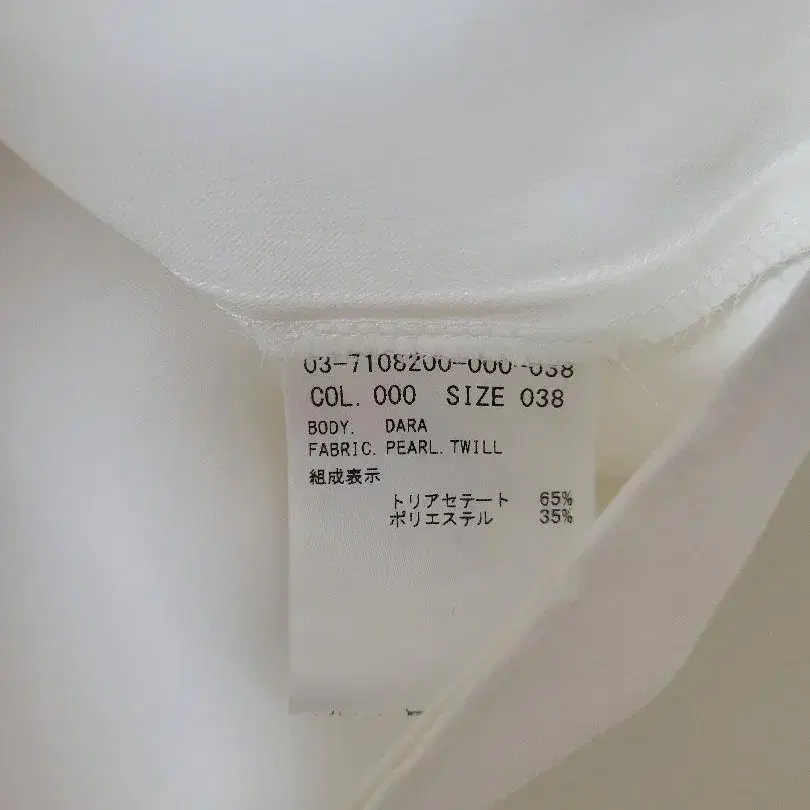 03-7108200-000-038
COL. 000 SIZE 038
BODY. DARA
FABRIC. PEARL. TWILL
組成表示
トリアセテート 65%
ポリエステル 35%